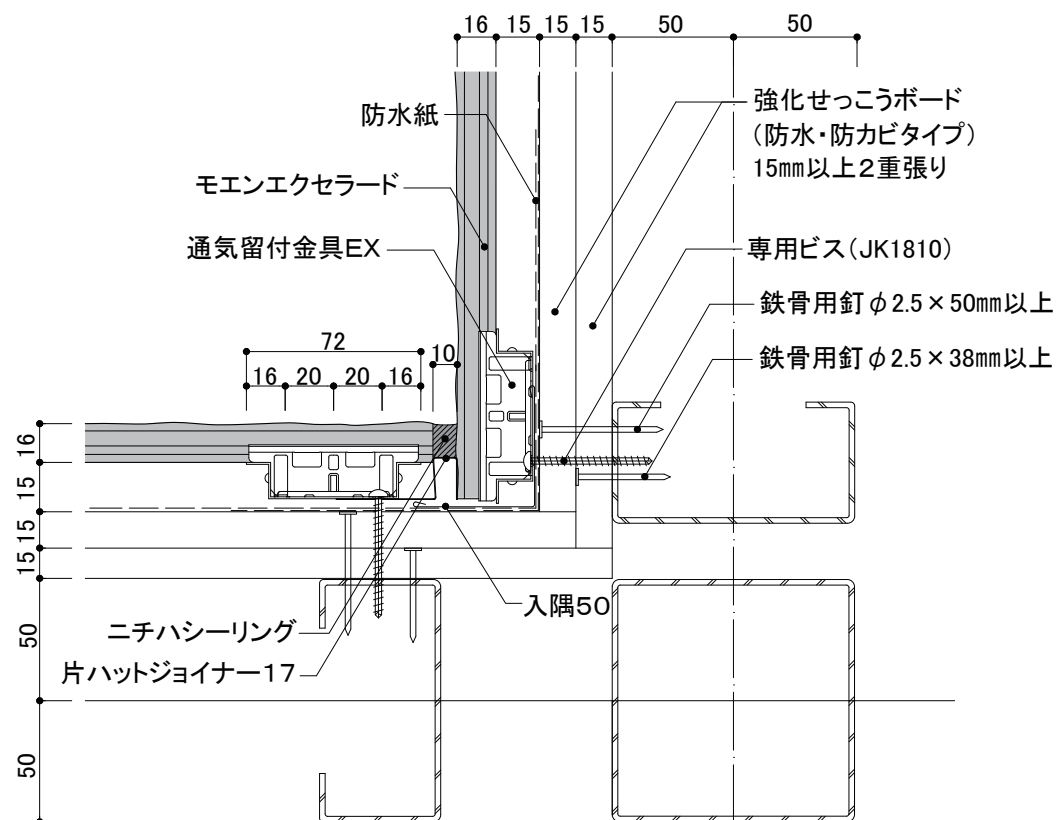 16 15 15 15 50 50
強化せっこうボード
(防水・防カビタイプ)
15mm以上2重張り
防水紙
モエンエクセラード
通気留付金具EX
専用ビス(JK1810)
鉄骨用釘φ2.5×50mm以上
鉄骨用釘φ2.5×38mm以上
72
10
16 20 20 16
16
15
15
15
50
50
入隅50
ニチハシーリング
片ハットジョイナー17